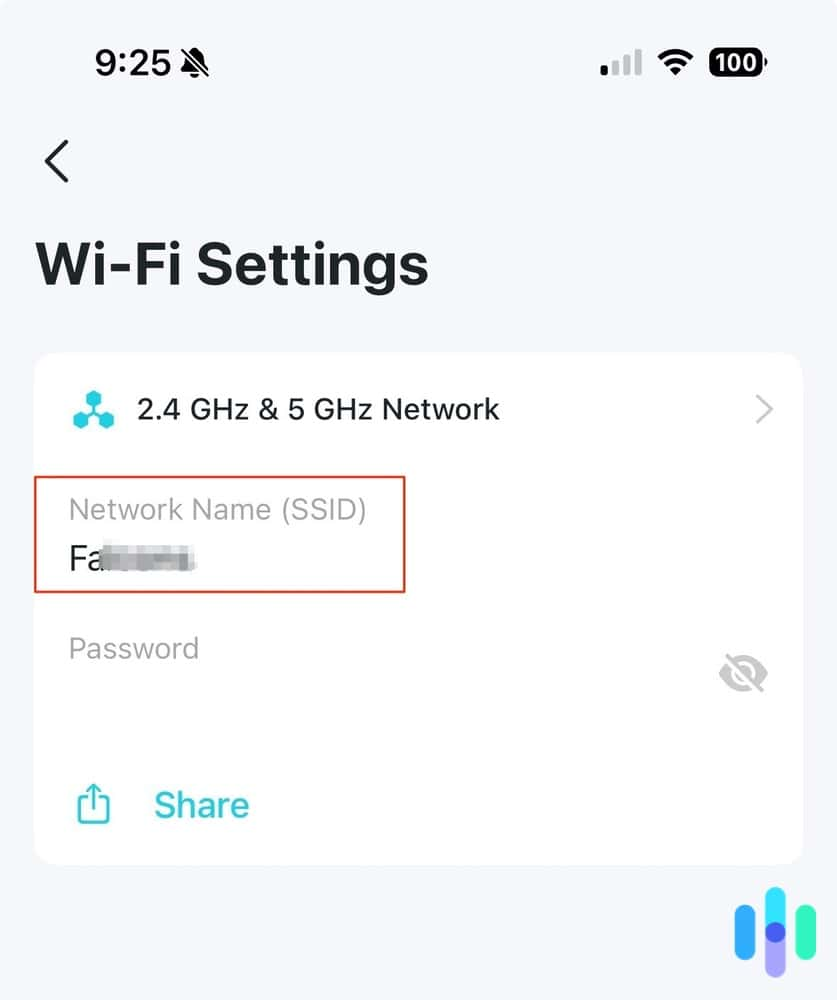 9:25
100
Wi-Fi Settings
2.4 GHz & 5 GHz Network
Network Name (SSID)
Password
Share